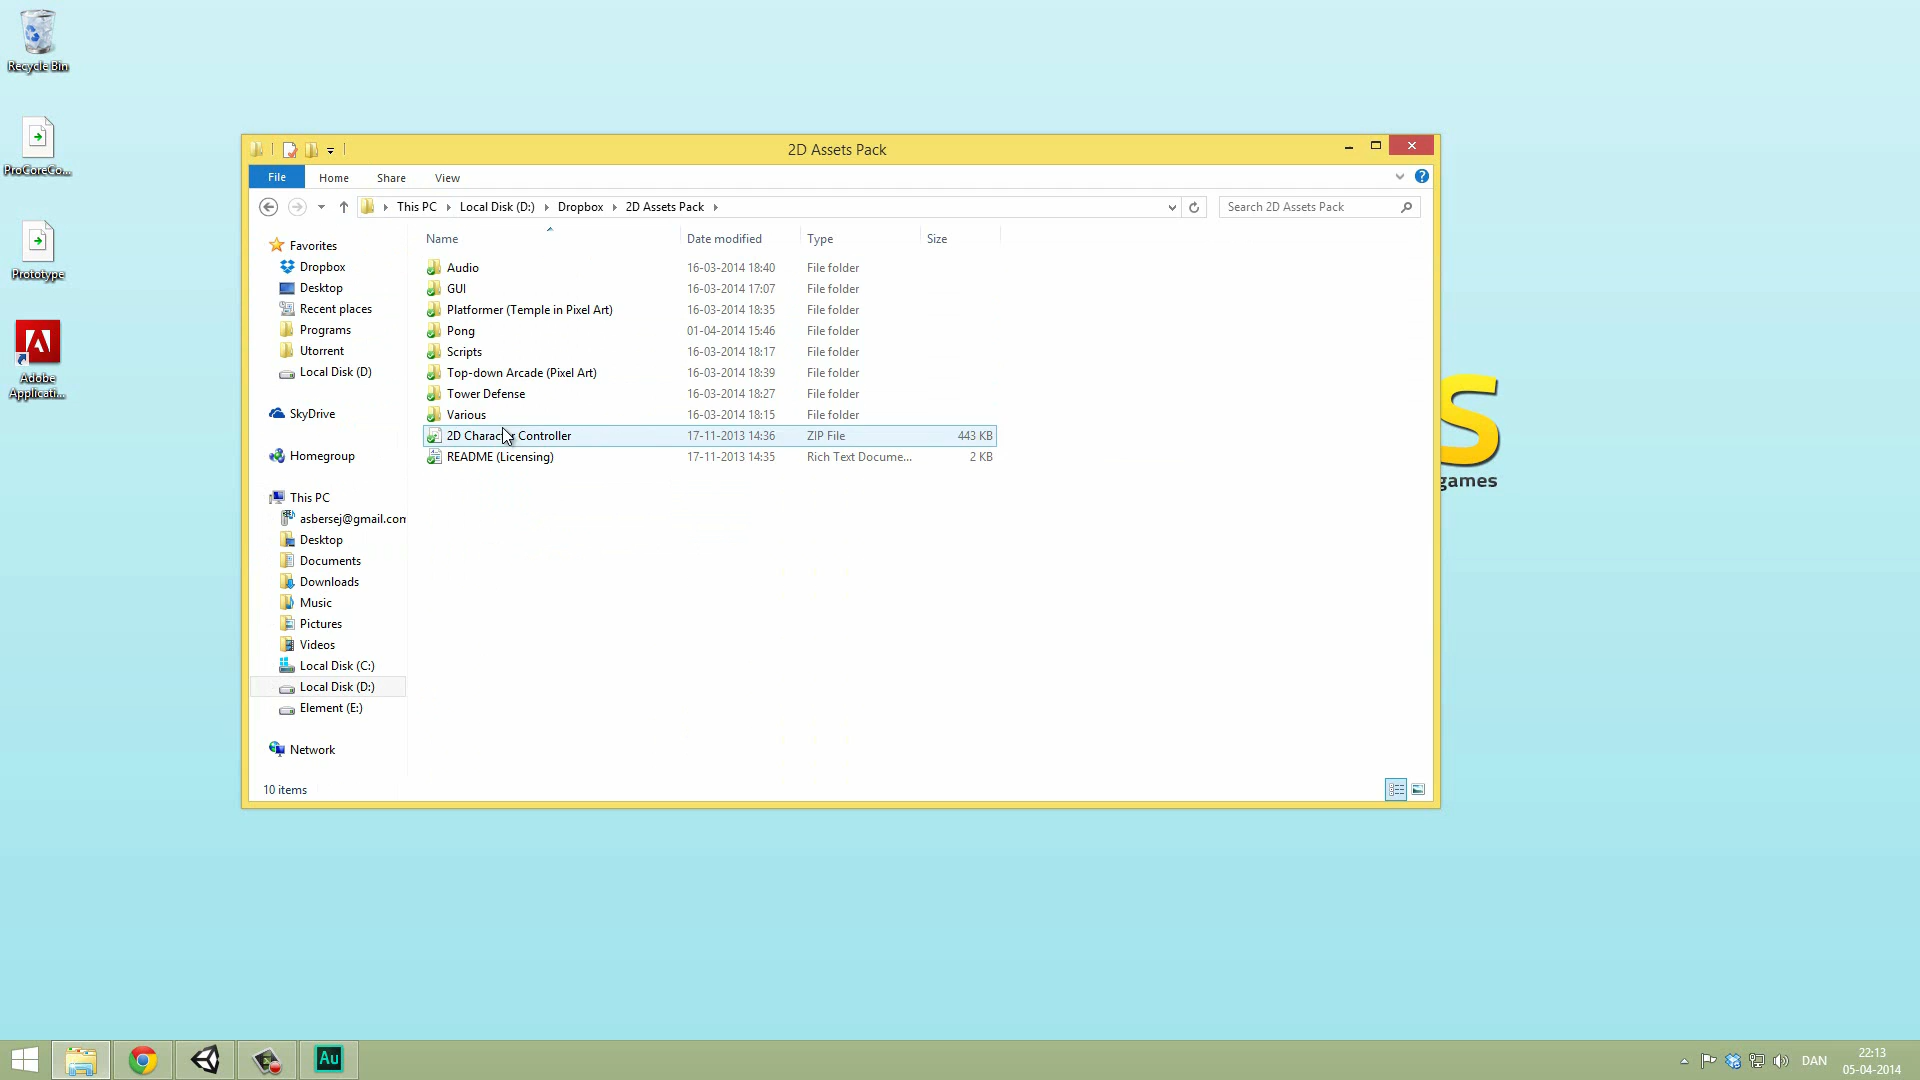 Recycle Bin
ProCoreCo...
Prototype
Adobe
Applicati...
2D Assets Pack
File Home Share View
This PC Local Disk (D:) Dropbox 2D Assets Pack
Search 2D Assets Pack
Name Date modified Type Size
Audio 16-03-2014 18:40 File folder
GUI 16-03-2014 17:07 File folder
Platformer (Temple in Pixel Art) 16-03-2014 18:35 File folder
Pong 01-04-2014 15:46 File folder
Scripts 16-03-2014 18:17 File folder
Top-down Arcade (Pixel Art) 16-03-2014 18:39 File folder
Tower Defense 16-03-2014 18:27 File folder
Various 16-03-2014 18:15 File folder
2D Character Controller 17-11-2013 14:36 ZIP File 443 KB
README (Licensing) 17-11-2013 14:35 Rich Text Docume... 2 KB
Favorites
Dropbox
Desktop
Recent places
Programs
Utorrent
Local Disk (D)
SkyDrive
Homegroup
This PC
asbersej@gmail.com
Desktop
Documents
Downloads
Music
Pictures
Videos
Local Disk (C:)
Local Disk (D:)
Element (E:)
Network
10 items
S
games
Au
DAN
22:13
05-04-2014